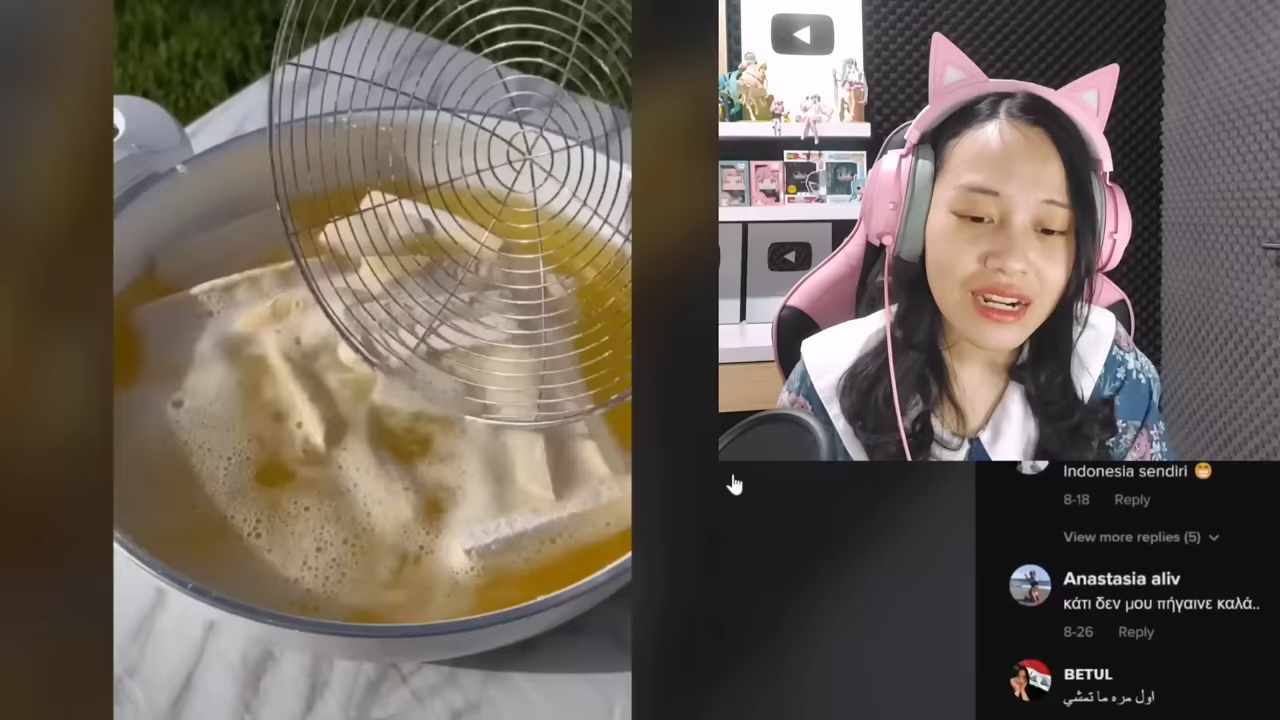 Indonesia sendiri 😁
8-18 Reply
View more replies (5)
Anastasia aliv
κάτι δεν μου πήγαινε καλά..
8-26 Reply
BETUL
اول مره ما تمشي